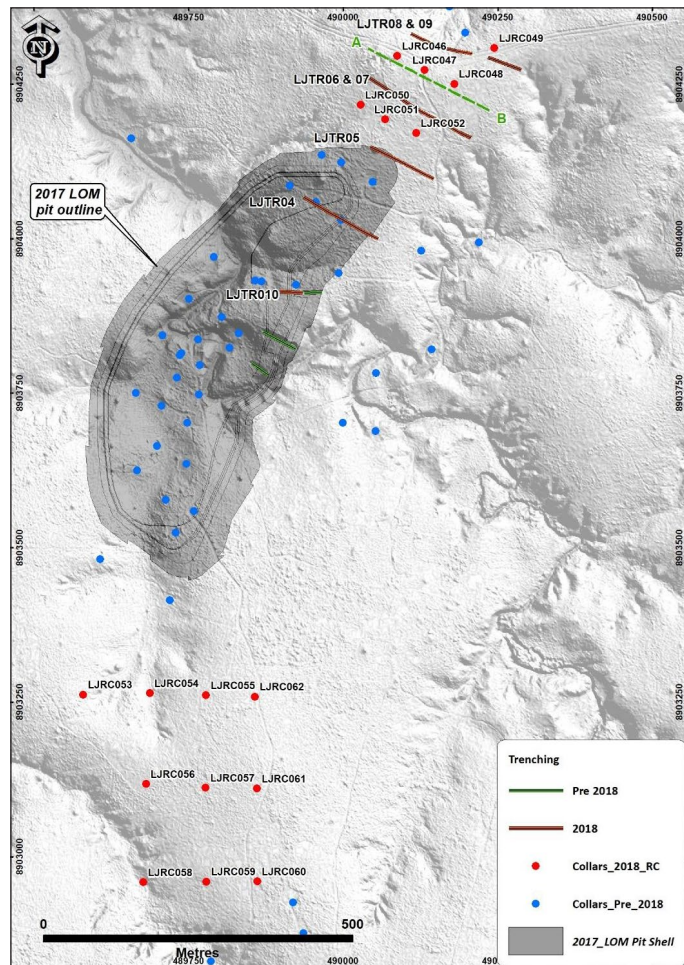 489750
490000
490250
490500
N
LJTR08 & 09
A
LJRC049
LJRC046
LJRC047
LJTR06 & 07
LJRC048
8904250
8904250
LJRC050
LJRC051
B
LJRC052
LJTR05
2017 LOM
pit outline
LJTR04
8904000
8904000
LJTR010
8903750
8903750
8903500
8903500
LJRC053
LJRC054
LJRC055
LJRC062
8903250
8903250
LJRC056
LJRC057
LJRC061
Trenching
Pre 2018
2018
Collars_2018_RC
Collars_Pre_2018
2017_LOM Pit Shell
8903000
LJRC058
LJRC059
LJRC060
0
500
Metres
489750
490000